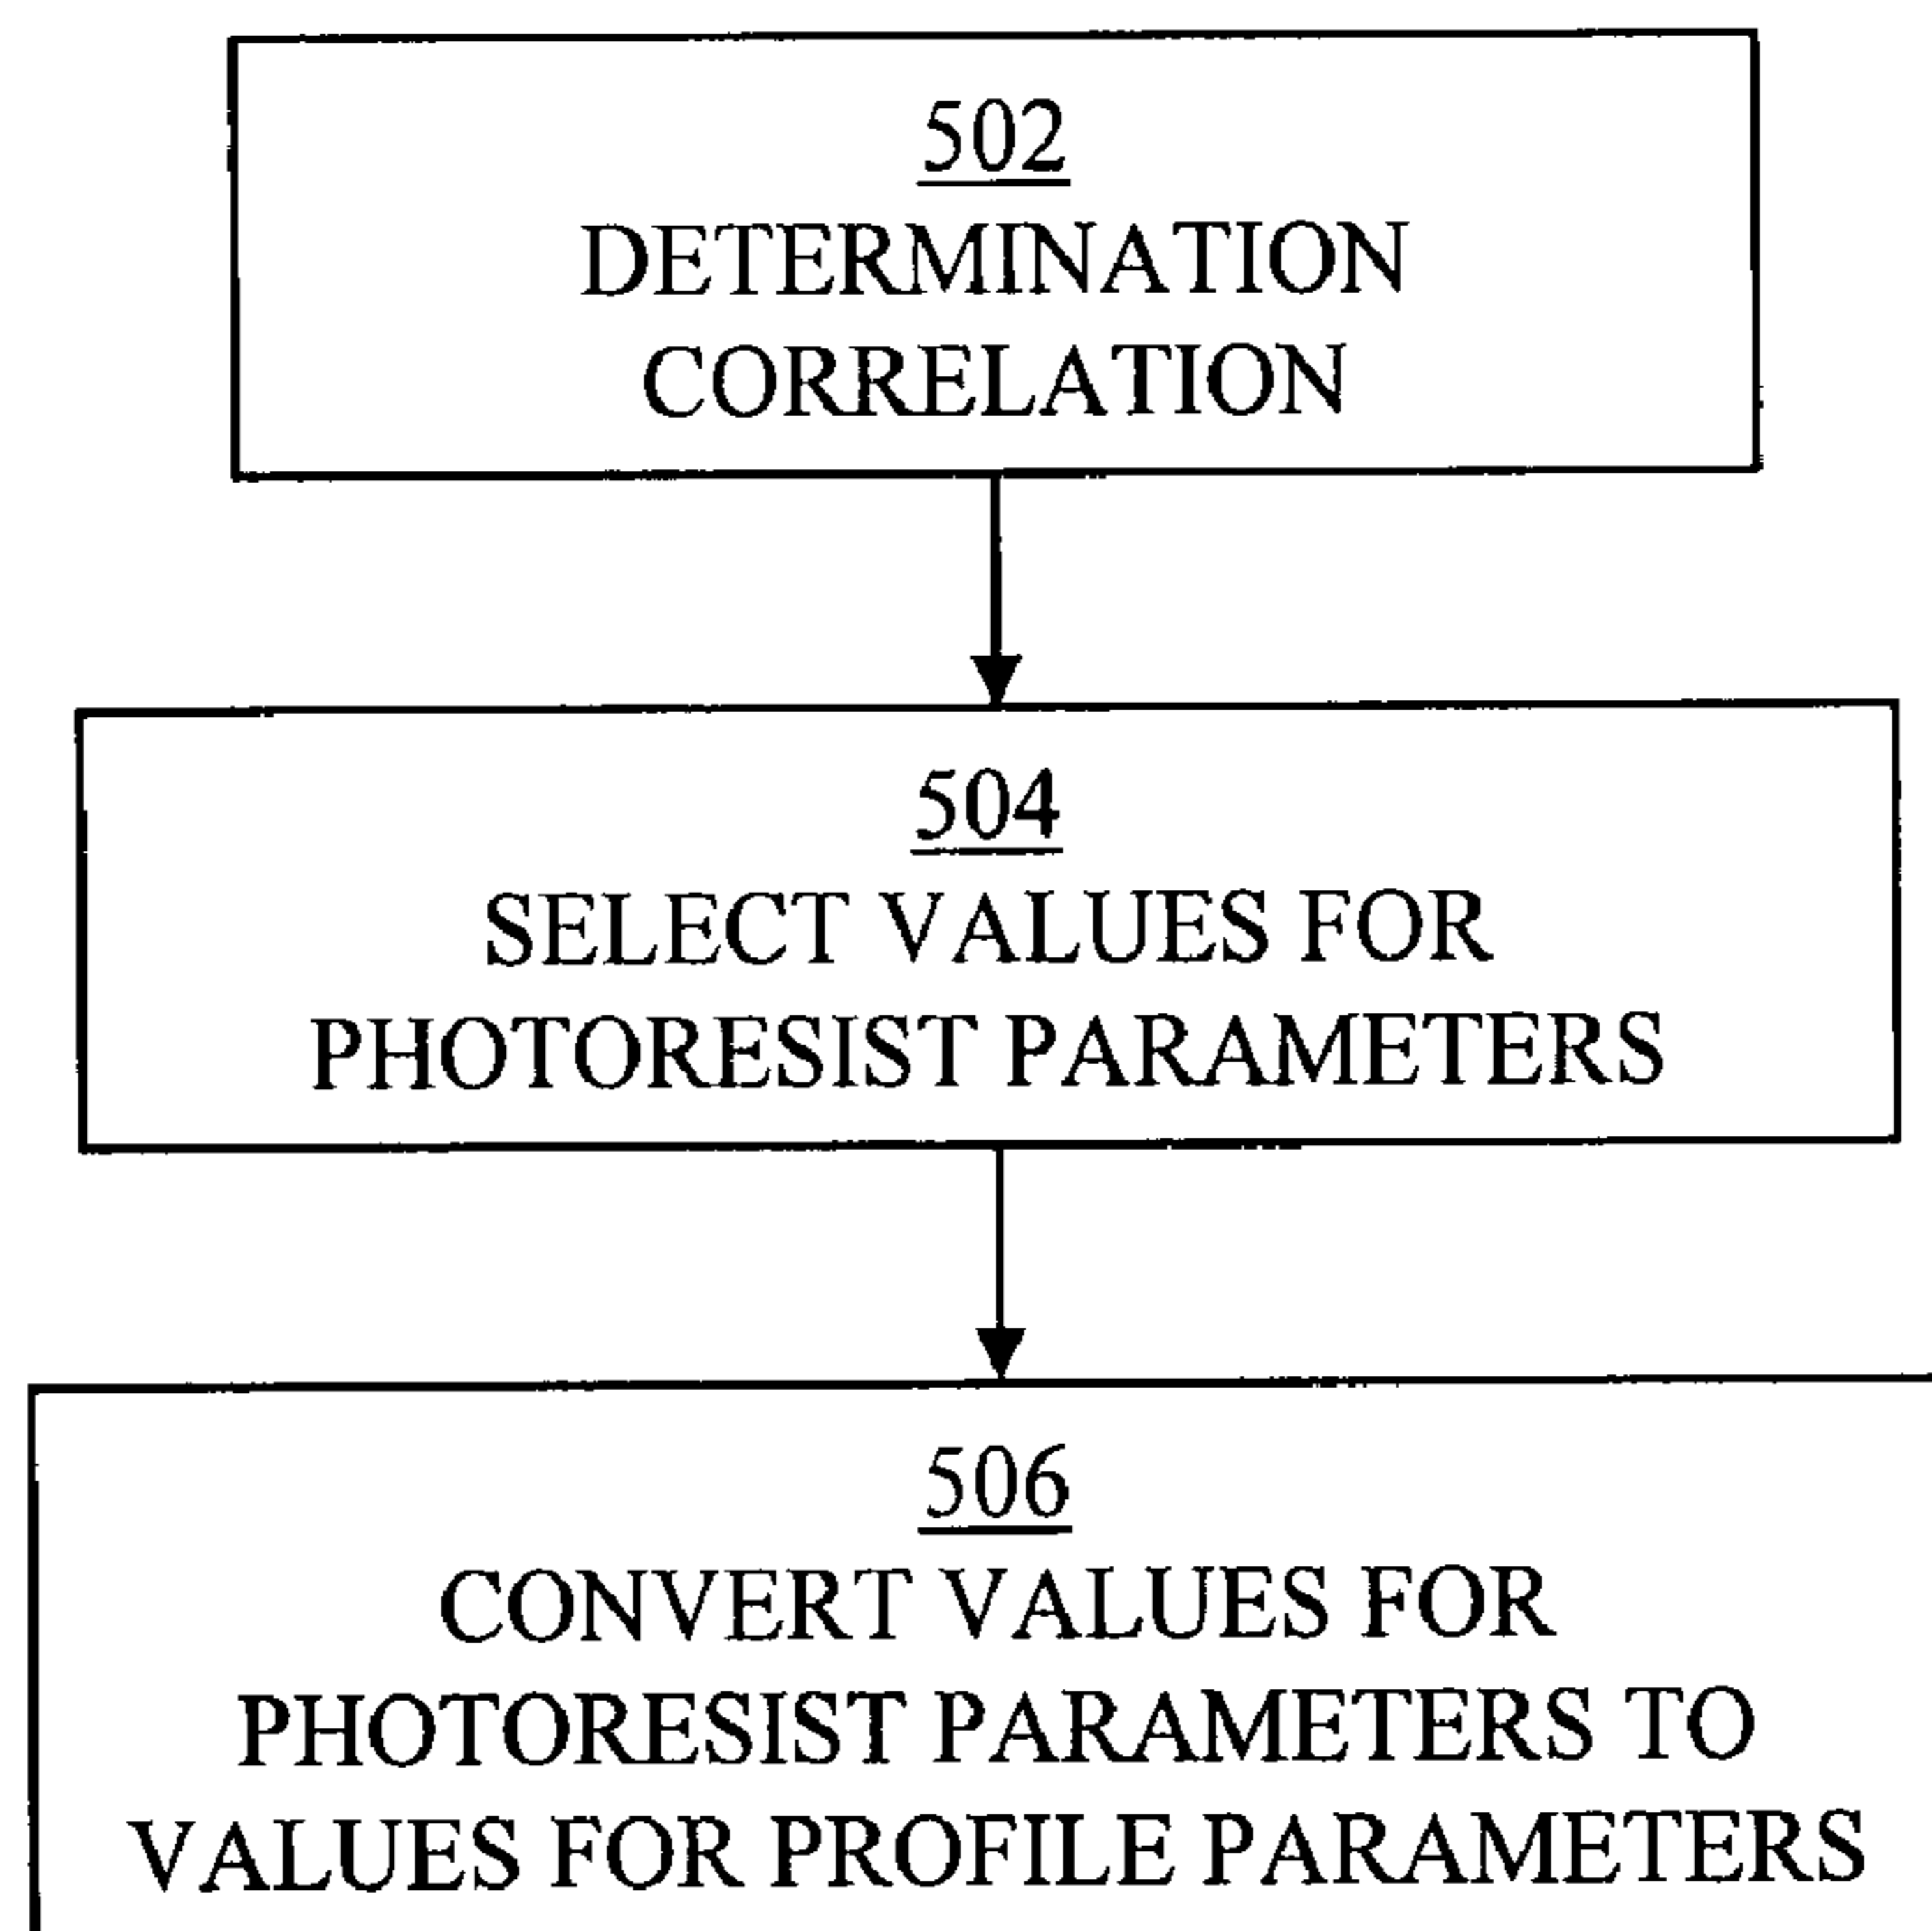 502
DETERMINATION
CORRELATION
504
SELECT VALUES FOR
PHOTORESIST PARAMETERS
506
CONVERT VALUES FOR
PHOTORESIST PARAMETERS TO
VALUES FOR PROFILE PARAMETERS